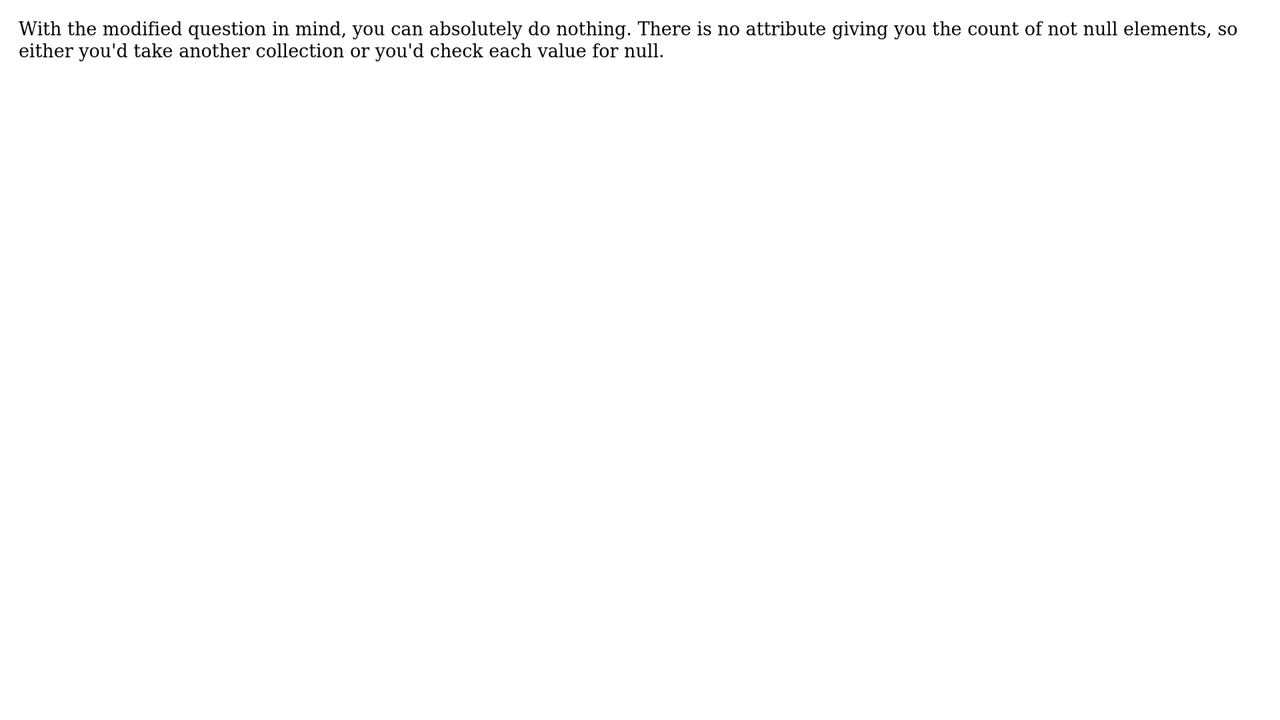 With the modified question in mind, you can absolutely do nothing. There is no attribute giving you the count of not null elements, so
either you'd take another collection or you'd check each value for null.